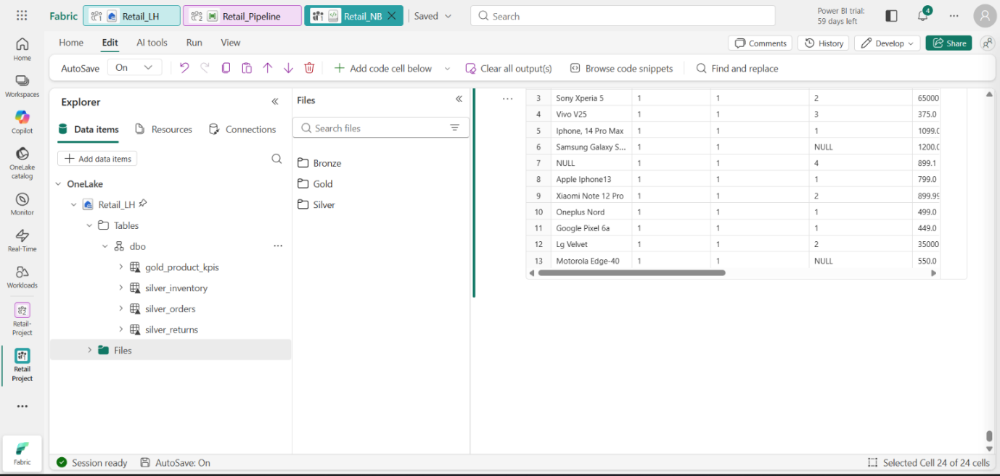 Fabric Retail_LH Retail_Pipeline Retail_NB Saved Search Power BI trial: 4
59 days left
Home Edit AI tools Run View Comments History Develop Share
AutoSave On Add code cell below Clear all output(s) Browse code snippets Find and replace
Home
Workspaces
Copilot
OneLake
catalog
Monitor
Real-Time
Workloads
Retail-
Project
Retail
Project
Fabric
Explorer
Data items Resources Connections
Add data items
OneLake
Retail_LH
Tables
dbo
gold_product_kpis
silver_inventory
silver_orders
silver_returns
Files
Files
Search files
Bronze
Gold
Silver
3 Sony Xperia 5 1 1 2 65000
4 Vivo V25 1 1 3 375.0
5 Iphone, 14 Pro Max 1 1 1 1099.0
6 Samsung Galaxy S... 1 1 NULL 1200.0
7 NULL 1 1 4 899.1
8 Apple Iphone13 1 1 1 799.0
9 Xiaomi Note 12 Pro 1 1 2 899.99
10 Oneplus Nord 1 1 1 499.0
11 Google Pixel 6a 1 1 1 449.0
12 Lg Velvet 1 1 2 35000
13 Motorola Edge-40 1 1 NULL 550.0
Session ready AutoSave: On Selected Cell 24 of 24 cells